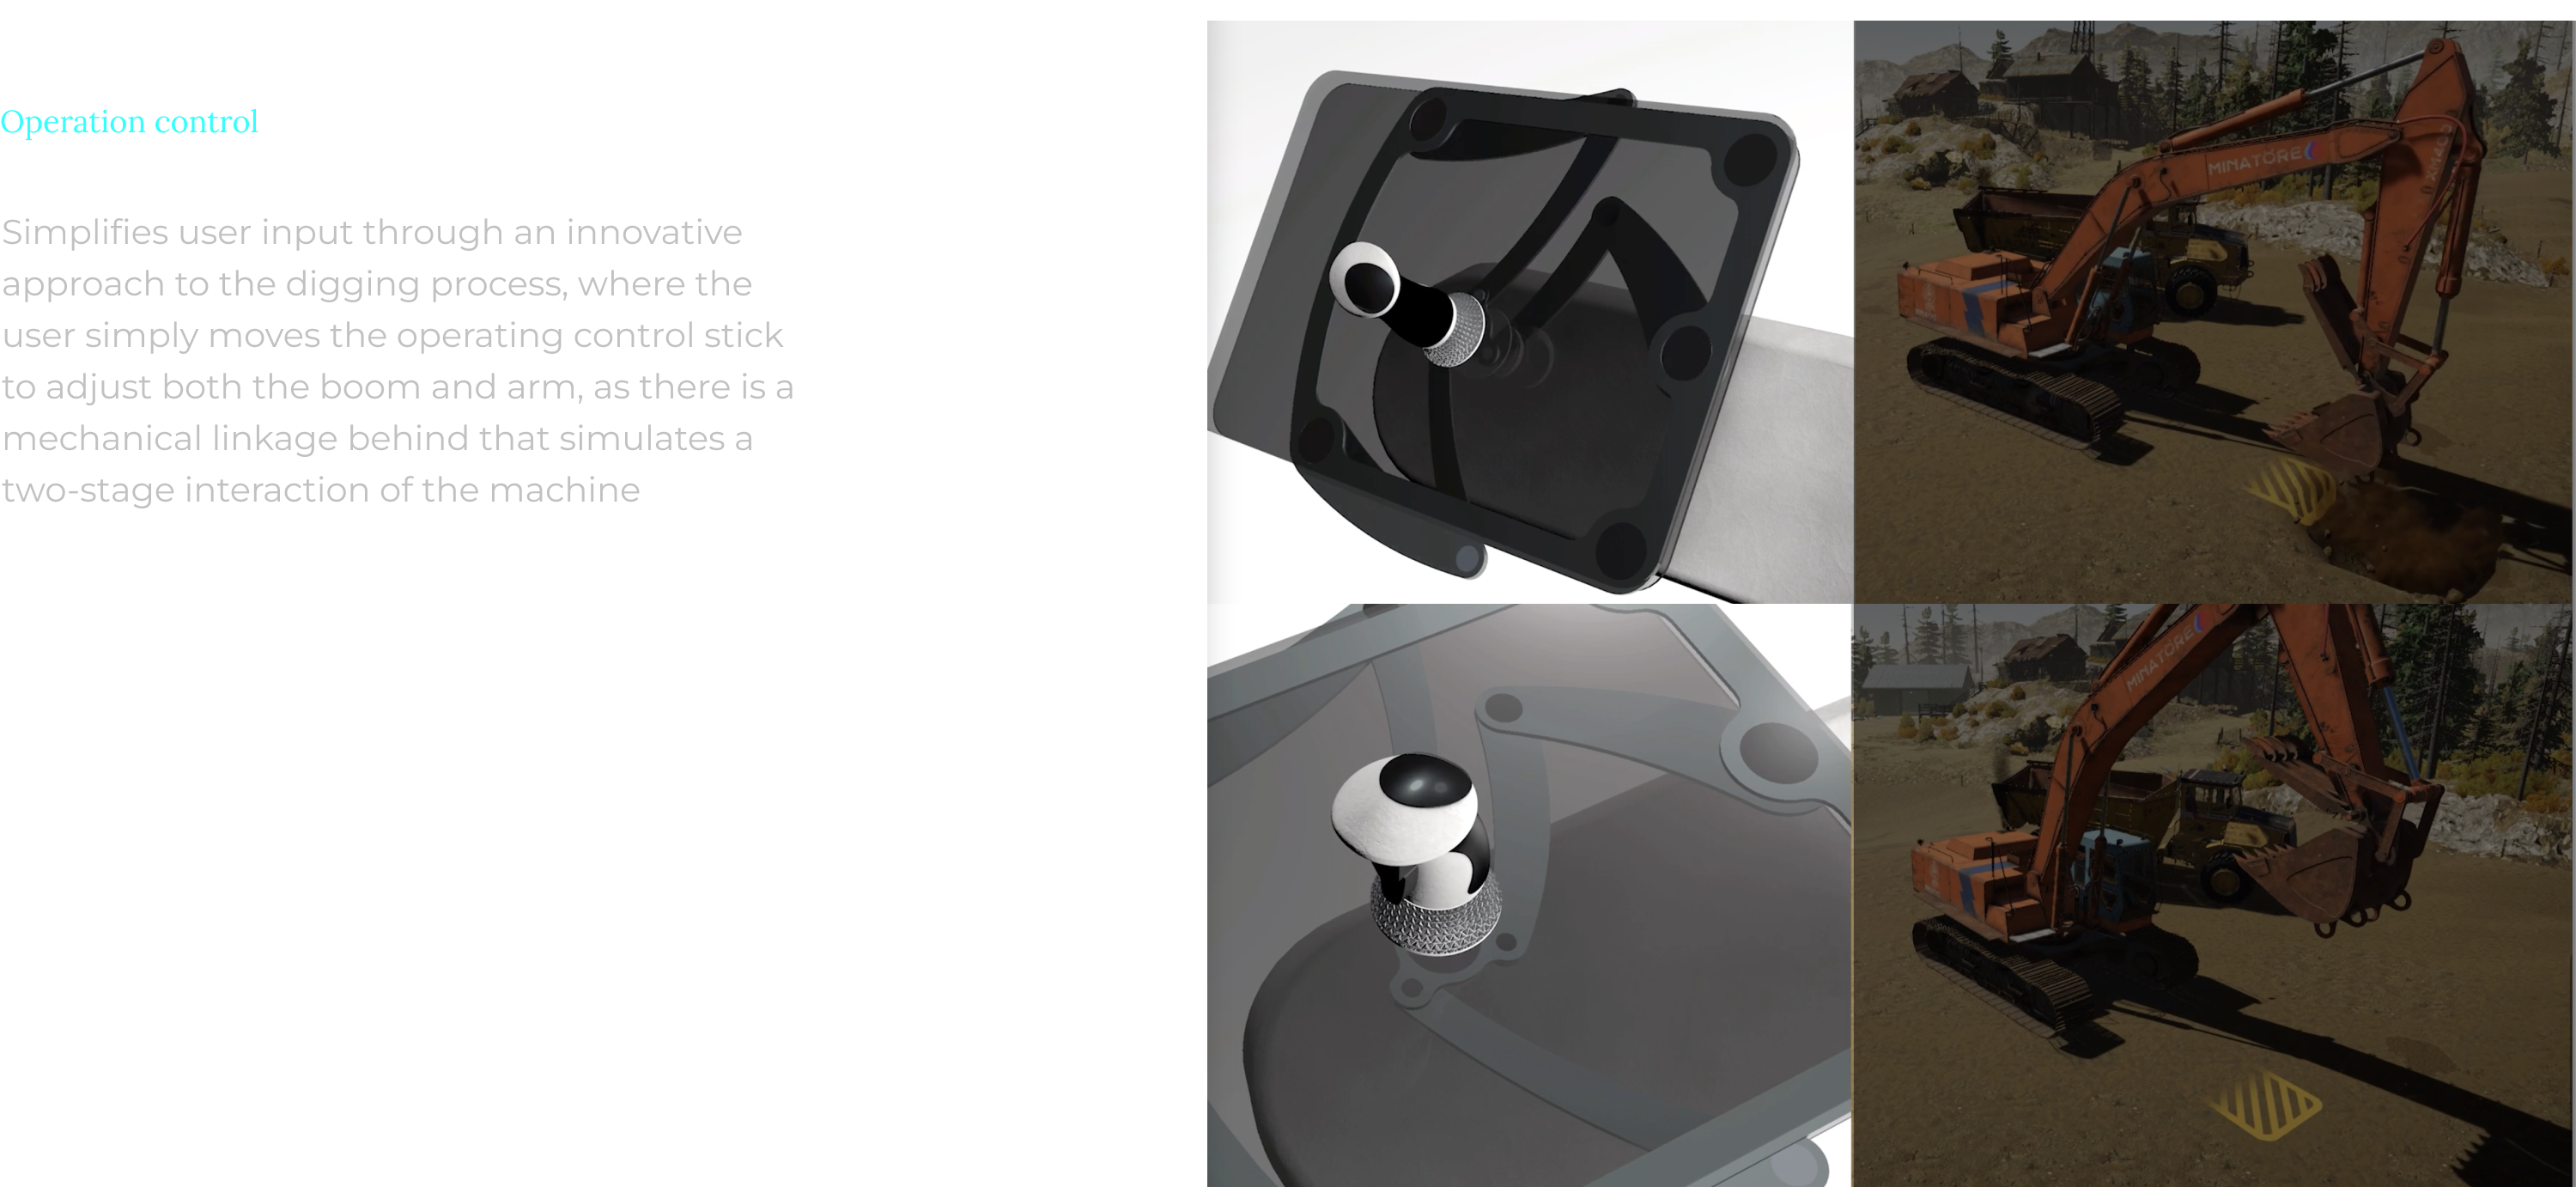 Operation control
Simplifies user input through an innovative
approach to the digging process, where the
user simply moves the operating control stick
to adjust both the boom and arm, as there is a
mechanical linkage behind that simulates a
two-stage interaction of the machine
MINATÖRE
MINATÖRE